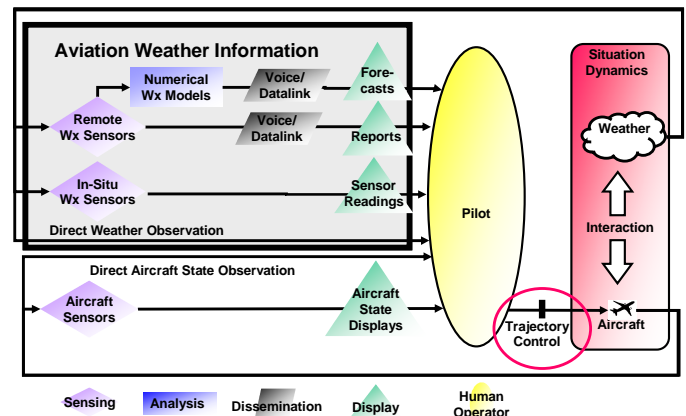 Aviation Weather Information
Numerical
Wx Models
Voice/
Datalink
Fore-
casts
Remote
Wx Sensors
Voice/
Datalink
Reports
In-Situ
Wx Sensors
Sensor
Readings
Direct Weather Observation
Direct Aircraft State Observation
Aircraft
Sensors
Aircraft
State
Displays
Pilot
Trajectory
Control
Situation
Dynamics
Weather
Interaction
Aircraft
Sensing
Analysis
Dissemination
Display
Human
Operator